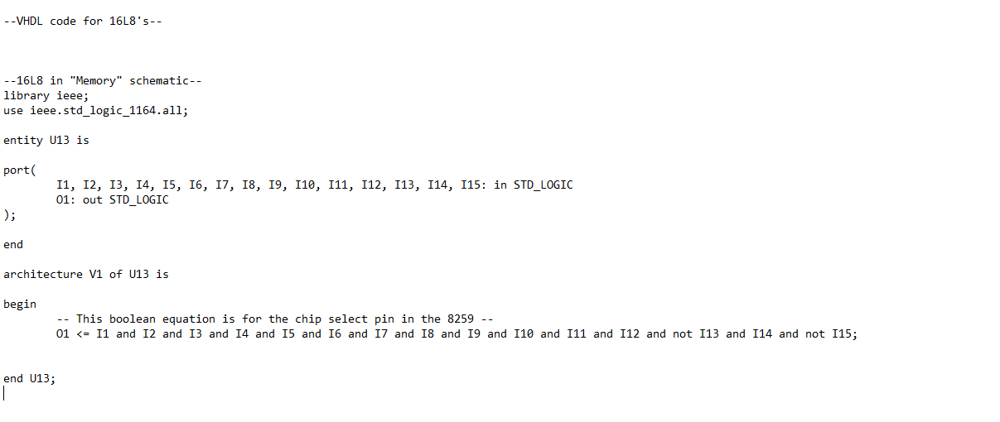 --VHDL code for 16L8's--
--16L8 in "Memory" schematic--
library ieee;
use ieee.std_logic_1164.all;
entity U13 is
port(
I1, I2, I3, I4, I5, I6, I7, I8, I9, I10, I11, I12, I13, I14, I15: in STD_LOGIC
O1: out STD_LOGIC
);
end
architecture V1 of U13 is
begin
-- This boolean equation is for the chip select pin in the 8259 --
O1 <= I1 and I2 and I3 and I4 and I5 and I6 and I7 and I8 and I9 and I10 and I11 and I12 and not I13 and I14 and not I15;
end U13;